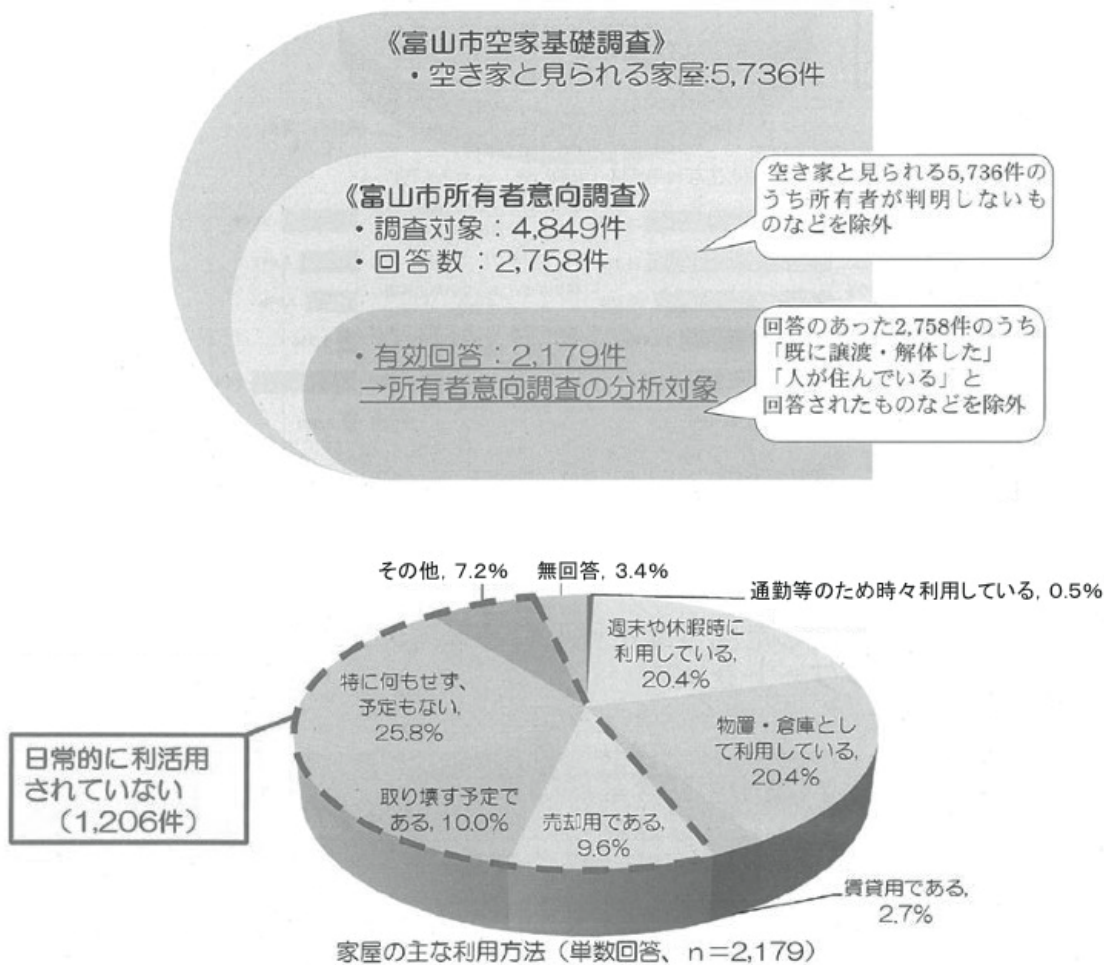 《富山市空家基礎調査》
・空き家と見られる家屋:5,736件
《富山市所有者意向調査》
・調査対象：4,849件
・回答数：2,758件
空き家と見られる5,736件の
うち所有者が判明しないも
のなどを除外
・有効回答：2,179件
→所有者意向調査の分析対象
回答のあった2,758件のうち
「既に譲渡・解体した」
「人が住んでいる」と
回答されたものなどを除外
その他, 7.2%
無回答, 3.4%
通勤等のため時々利用している, 0.5%
週末や休暇時に
利用している,
20.4%
特に何もせず、
予定もない,
25.8%
物置・倉庫とし
て利用している,
20.4%
日常的に利活用
されていない
（1,206件）
取り壊す予定で
ある, 10.0%
売却用である,
9.6%
賃貸用である,
2.7%
家屋の主な利用方法（単数回答、n＝2,179）